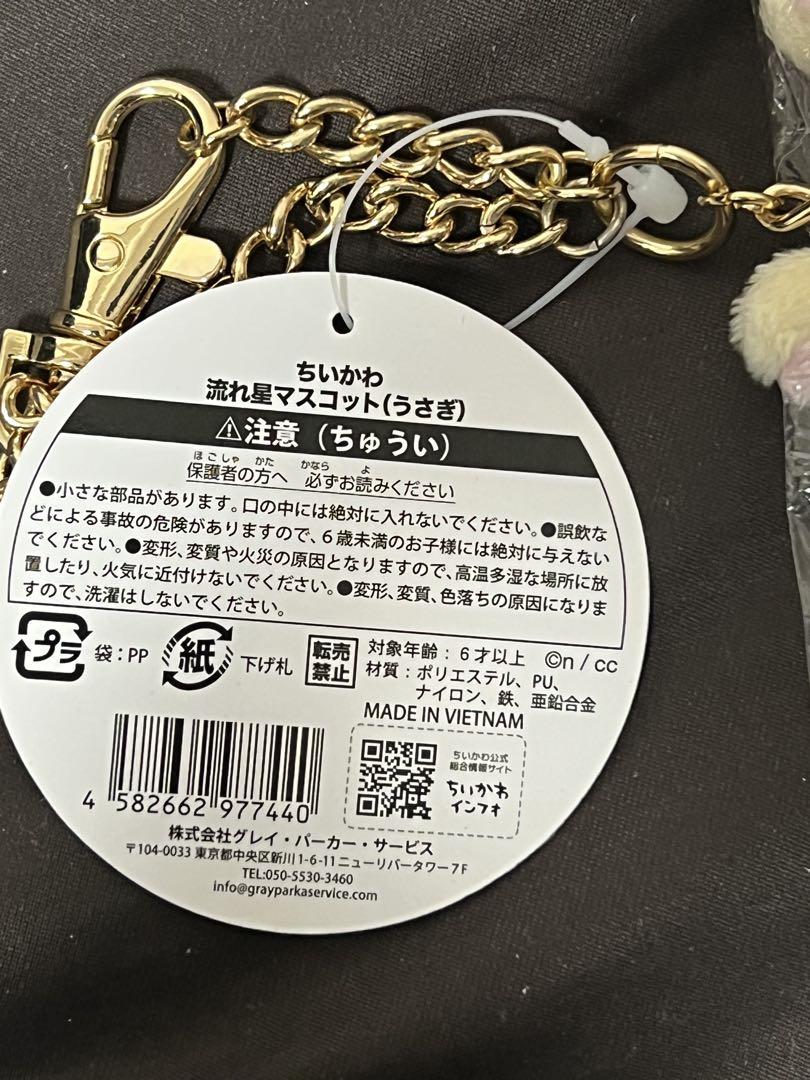 ちいかわ
流れ星マスコット(うさぎ)
⚠注意（ちゅうい）
ほごしゃ かた かなら よ
保護者の方へ 必ずお読みください
●小さな部品があります。口の中には絶対に入れないでください。●誤飲な
どによる事故の危険がありますので、6歳未満のお子様には絶対に与えない
でください。●変形、変質や火災の原因となりますので、高温多湿な場所に放
置したり、火気に近付けないでください。●変形、変質、色落ちの原因になりま
すので、洗濯はしないでください。
プラ 袋：PP 紙 下げ札
転売
禁止
対象年齢：6才以上 ©n / cc
材質：ポリエステル、PU、
ナイロン、鉄、亜鉛合金
MADE IN VIETNAM
ちいかわ公式
総合情報サイト
ちいかわ
インフォ
4 582662 977440
株式会社グレイ・パーカー・サービス
〒104-0033 東京都中央区新川1-6-11ニューリバータワー7F
TEL:050-5530-3460
info@grayparkaservice.com